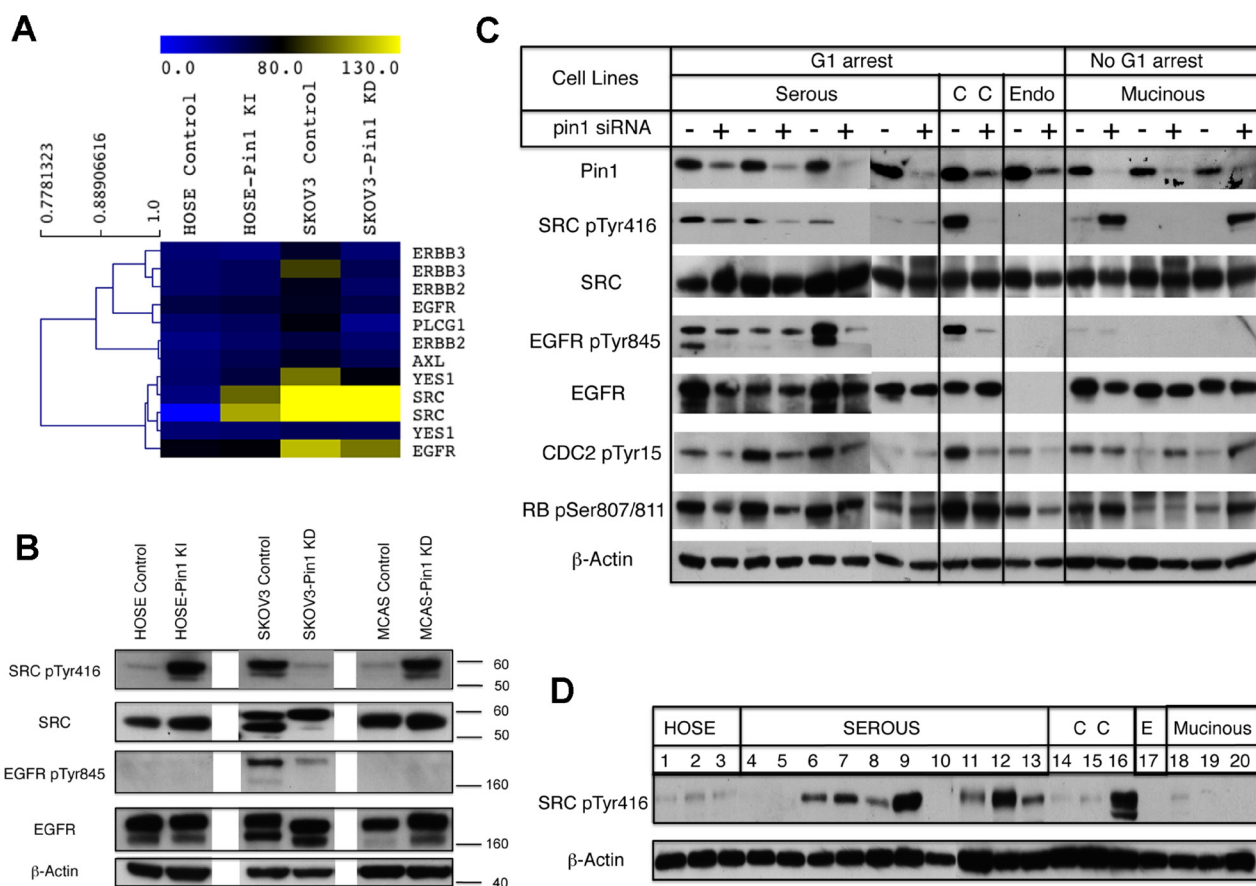 A
0.0 80.0 130.0
0.7781323
0.88906616
1.0
HOSE Control
HOSE-Pin1 KI
SKOV3 Control
SKOV3-Pin1 KD
ERBB3
ERBB3
ERBB2
EGFR
PLCG1
ERBB2
AXL
YES1
SRC
SRC
YES1
EGFR
B
HOSE Control
HOSE-Pin1 KI
SKOV3 Control
SKOV3-Pin1 KD
MCAS Control
MCAS-Pin1 KD
SRC pTyr416
60
50
SRC
60
50
EGFR pTyr845
160
EGFR
160
β-Actin
40
C
Cell Lines
G1 arrest No G1 arrest
Serous C C Endo Mucinous
pin1 siRNA - + - + - + - + - + - + - + - + - +
Pin1
SRC pTyr416
SRC
EGFR pTyr845
EGFR
CDC2 pTyr15
RB pSer807/811
β-Actin
D
HOSE SEROUS C C E Mucinous
1 2 3 4 5 6 7 8 9 10 11 12 13 14 15 16 17 18 19 20
SRC pTyr416
β-Actin